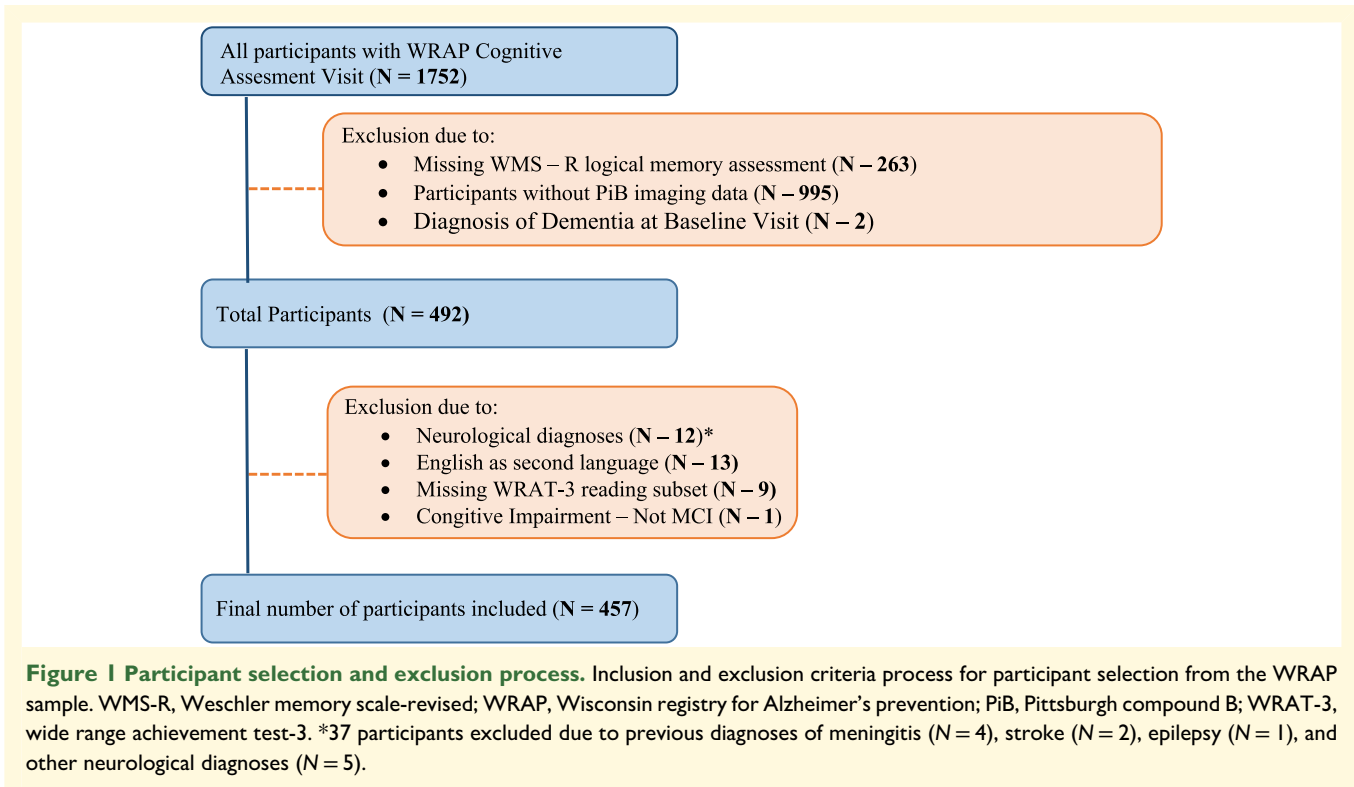 All participants with WRAP Cognitive
Assesment Visit (N = 1752)
Exclusion due to:
• Missing WMS – R logical memory assessment (N – 263)
• Participants without PiB imaging data (N – 995)
• Diagnosis of Dementia at Baseline Visit (N – 2)
Total Participants (N = 492)
Exclusion due to:
• Neurological diagnoses (N – 12)*
• English as second language (N – 13)
• Missing WRAT-3 reading subset (N – 9)
• Congitive Impairment – Not MCI (N – 1)
Final number of participants included (N = 457)
Figure 1 Participant selection and exclusion process. Inclusion and exclusion criteria process for participant selection from the WRAP
sample. WMS-R, Weschler memory scale-revised; WRAP, Wisconsin registry for Alzheimer's prevention; PiB, Pittsburgh compound B; WRAT-3,
wide range achievement test-3. *37 participants excluded due to previous diagnoses of meningitis (N = 4), stroke (N = 2), epilepsy (N = 1), and
other neurological diagnoses (N = 5).